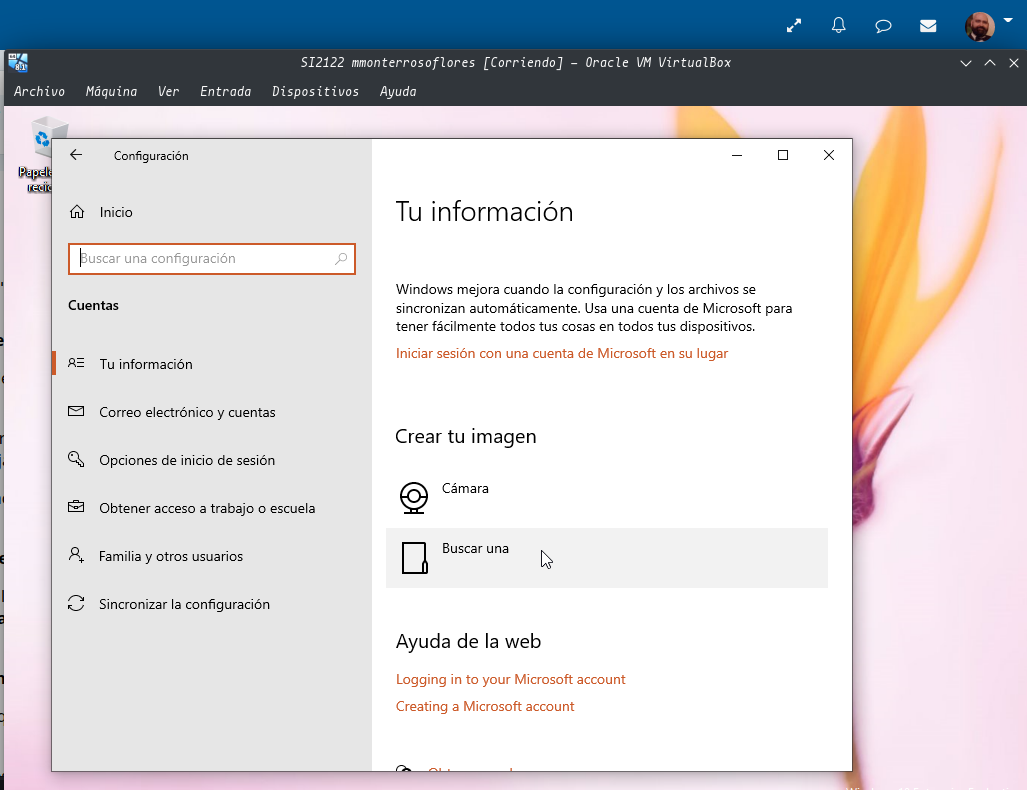 SI2122 mmonterrosoflores [Corriendo] – Oracle VM VirtualBox
Archivo Máquina Ver Entrada Dispositivos Ayuda
Configuración
Inicio
Buscar una configuración
Cuentas
Tu información
Correo electrónico y cuentas
Opciones de inicio de sesión
Obtener acceso a trabajo o escuela
Familia y otros usuarios
Sincronizar la configuración
Tu información
Windows mejora cuando la configuración y los archivos se
sincronizan automáticamente. Usa una cuenta de Microsoft para
tener fácilmente todos tus cosas en todos tus dispositivos.
Iniciar sesión con una cuenta de Microsoft en su lugar
Crear tu imagen
Cámara
Buscar una
Ayuda de la web
Logging in to your Microsoft account
Creating a Microsoft account